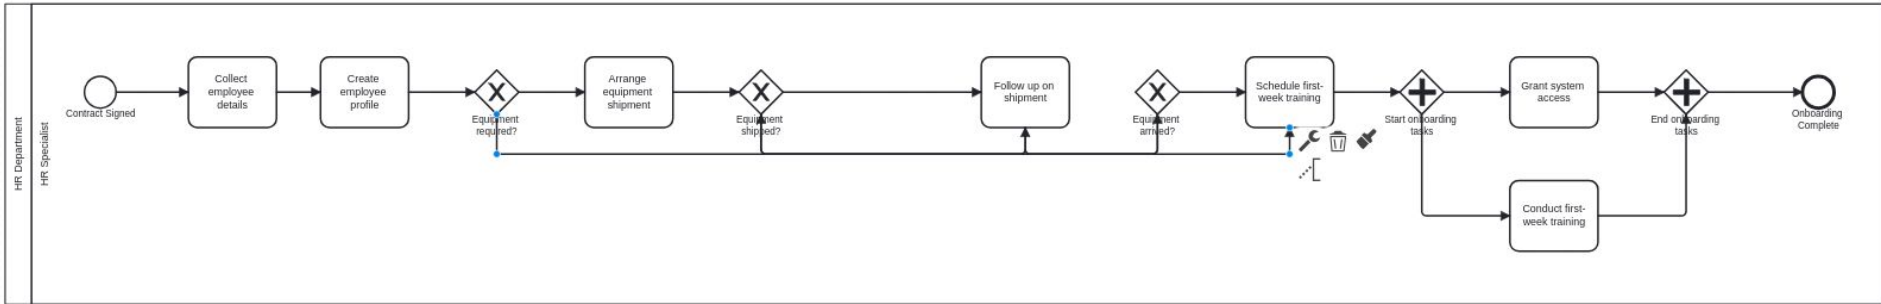 HR Department
HR Specialist
Contract Signed
Collect
employee
details
Create
employee
profile
Equipment
required?
Arrange
equipment
shipment
Equipment
shipped?
Follow up on
shipment
Equipment
arrived?
Schedule first-
week training
Start onboarding
tasks
Grant system
access
Conduct first-
week training
End onboarding
tasks
Onboarding
Complete